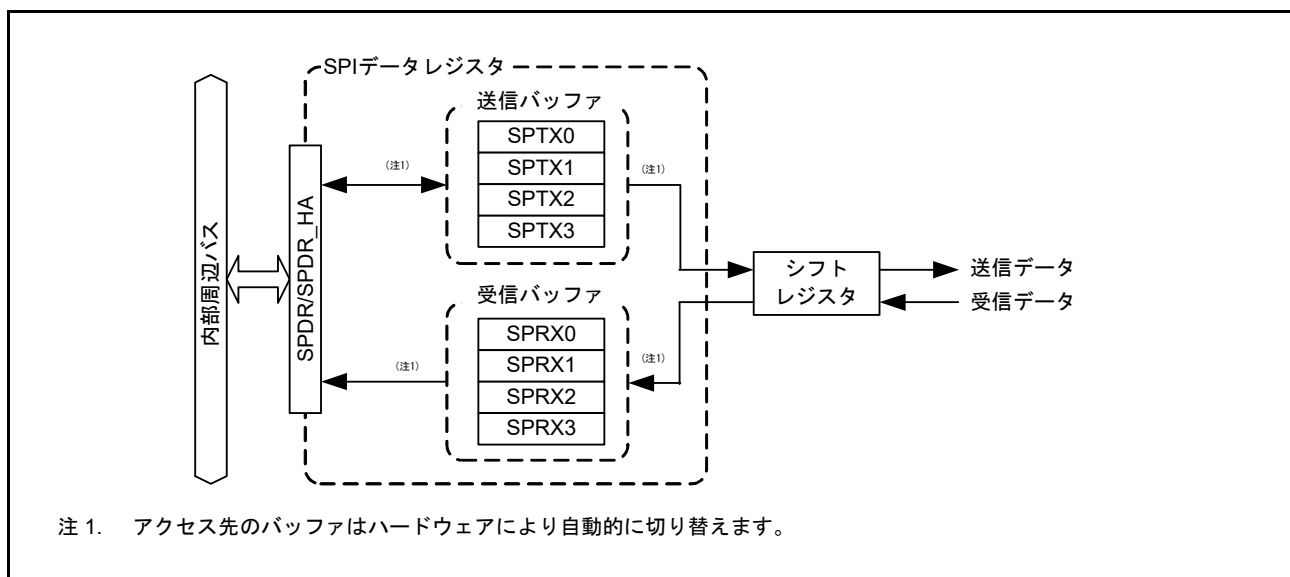 SPIデータレジスタ
送信バッファ
SPTX0
SPTX1
SPTX2
SPTX3
(注1)
(注1)
内部周辺バス
SPDR/SPDR_HA
シフト
レジスタ
送信データ
受信データ
受信バッファ
SPRX0
SPRX1
SPRX2
SPRX3
(注1)
(注1)
注 1. アクセス先のバッファはハードウェアにより自動的に切り替えます。